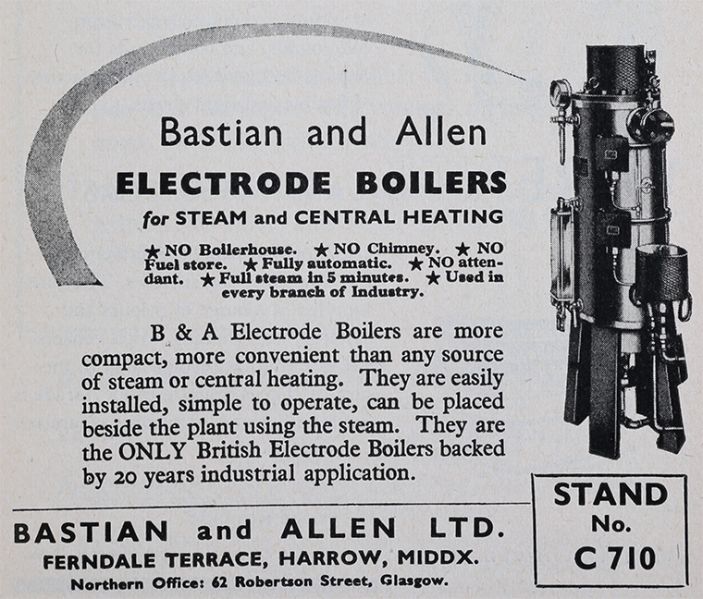 Bastian and Allen
ELECTRODE BOILERS
for STEAM and CENTRAL HEATING
★ NO Boilerhouse. ★ NO Chimney. ★ NO
Fuel store. ★ Fully automatic. ★ NO atten-
dant. ★ Full steam in 5 minutes. ★ Used in
every branch of Industry.
B & A Electrode Boilers are more
compact, more convenient than any source
of steam or central heating. They are easily
installed, simple to operate, can be placed
beside the plant using the steam. They are
the ONLY British Electrode Boilers backed
by 20 years industrial application.
BASTIAN and ALLEN LTD.
FERNDALE TERRACE, HARROW, MIDDX.
Northern Office: 62 Robertson Street, Glasgow.
STAND
No.
C 710